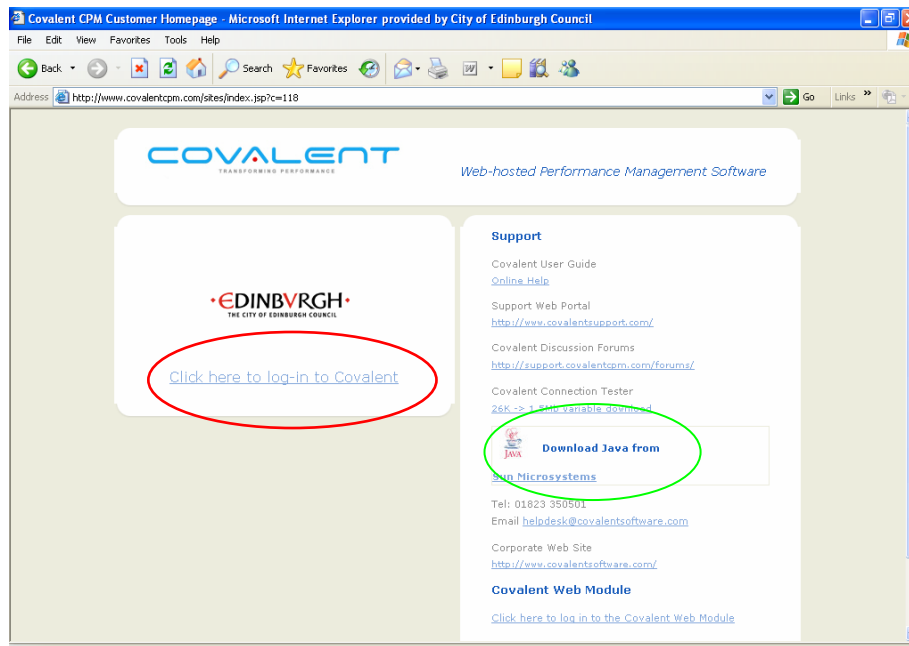 Covalent CPM Customer Homepage - Microsoft Internet Explorer provided by City of Edinburgh Council
File Edit View Favorites Tools Help
Back Search Favorites
Address http://www.covalentcpm.com/sites/index.jsp?c=118 Go Links »
COVALENT
TRANSFORMING PERFORMANCE
Web-hosted Performance Management Software
•EDINBVRGH•
THE CITY OF EDINBURGH COUNCIL
Click here to log-in to Covalent
Support
Covalent User Guide
Online Help
Support Web Portal
http://www.covalentsupport.com/
Covalent Discussion Forums
http://support.covalentcpm.com/forums/
Covalent Connection Tester
26K -> 1.5Mb variable download
JAVA Download Java from
Sun Microsystems
Tel: 01823 350501
Email helpdesk@covalentsoftware.com
Corporate Web Site
http://www.covalentsoftware.com/
Covalent Web Module
Click here to log in to the Covalent Web Module